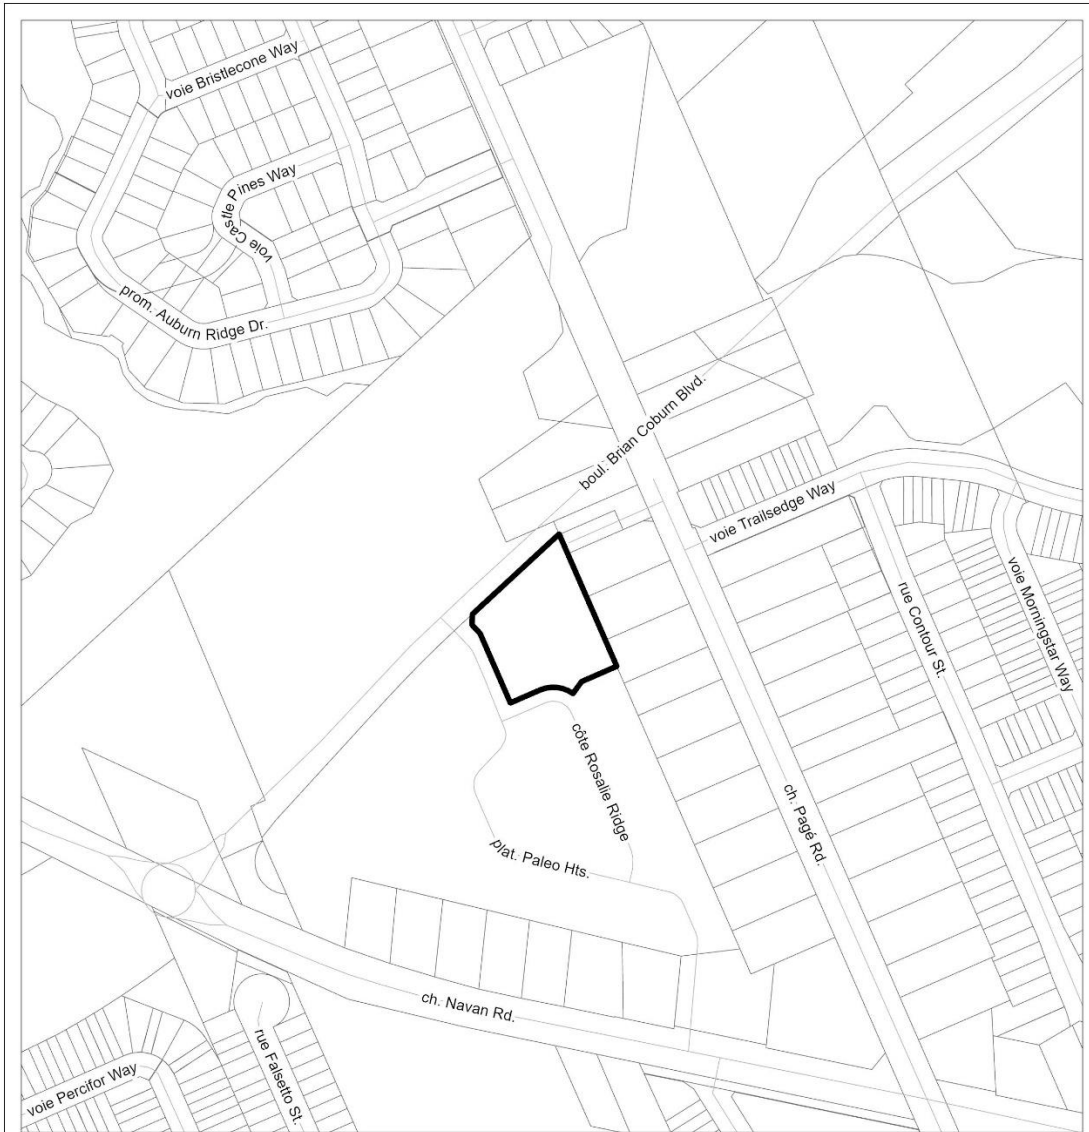 voie Bristlecone Way
voie Castle Pines Way
prom. Auburn Ridge Dr.
boul. Brian Coburn Blvd.
voie Trailsedge Way
rue Contour St.
voie Morningstar Way
côte Rosalie Ridge
ch. Pagé Rd.
plat. Paleo Hts.
ch. Navan Rd.
rue Falsetto St.
voie Percifor Way